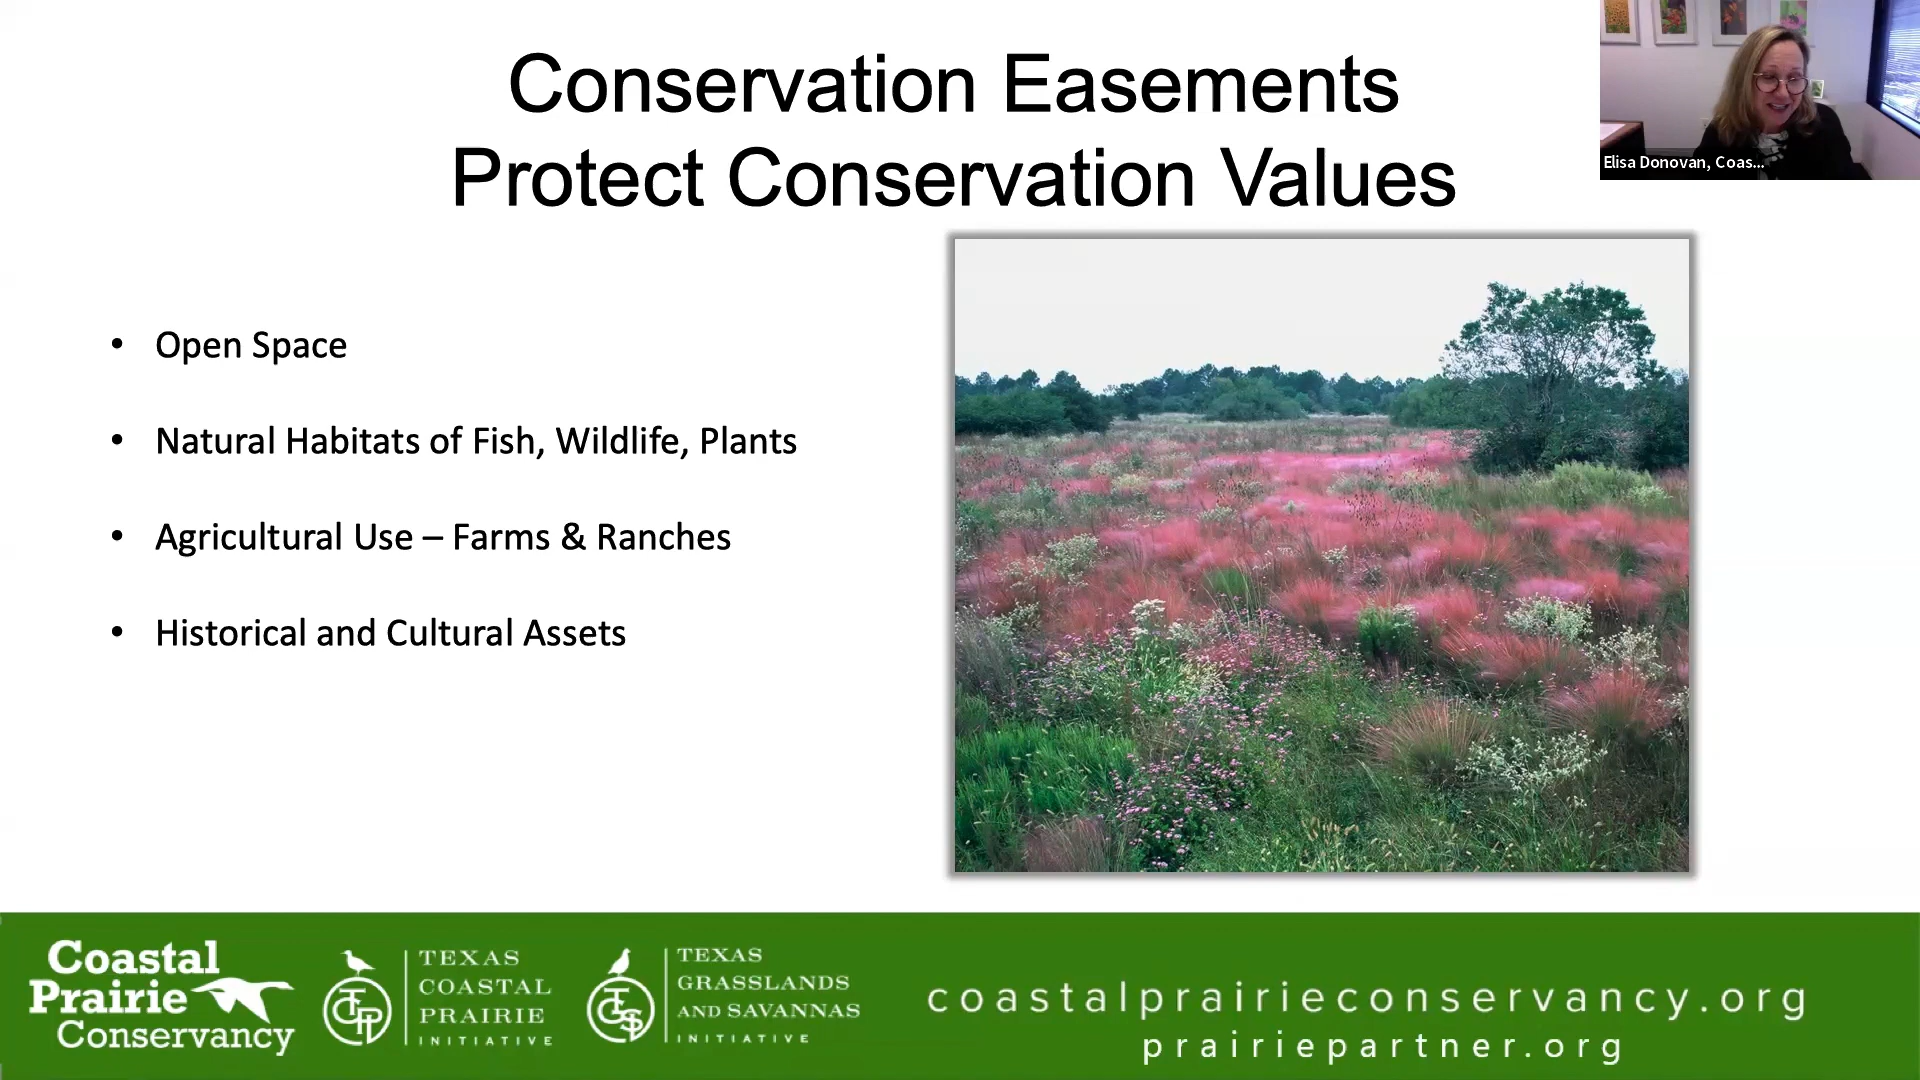 Conservation Easements
Protect Conservation Values
Elisa Donovan, Coas...
• Open Space
• Natural Habitats of Fish, Wildlife, Plants
• Agricultural Use – Farms & Ranches
• Historical and Cultural Assets
Coastal
Prairie
Conservancy
TEXAS
COASTAL
PRAIRIE
INITIATIVE
TEXAS
GRASSLANDS
AND SAVANNAS
INITIATIVE
coastalprairieconservancy.org
prairiepartner.org